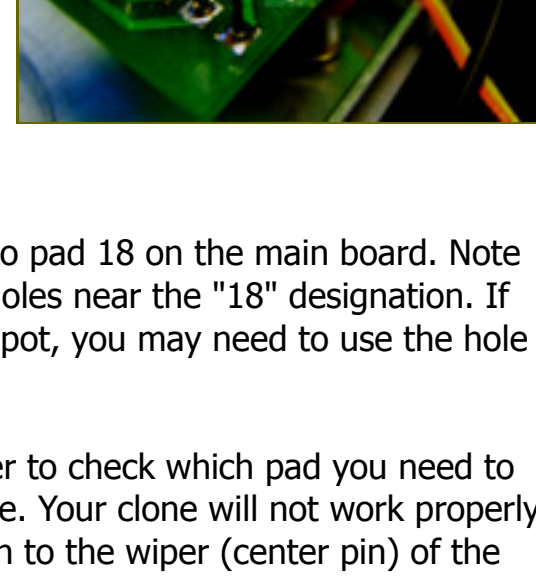 o pad 18 on the main board. Note
oles near the "18" designation. If
pot, you may need to use the hole
er to check which pad you need to
e. Your clone will not work properly
n to the wiper (center pin) of the